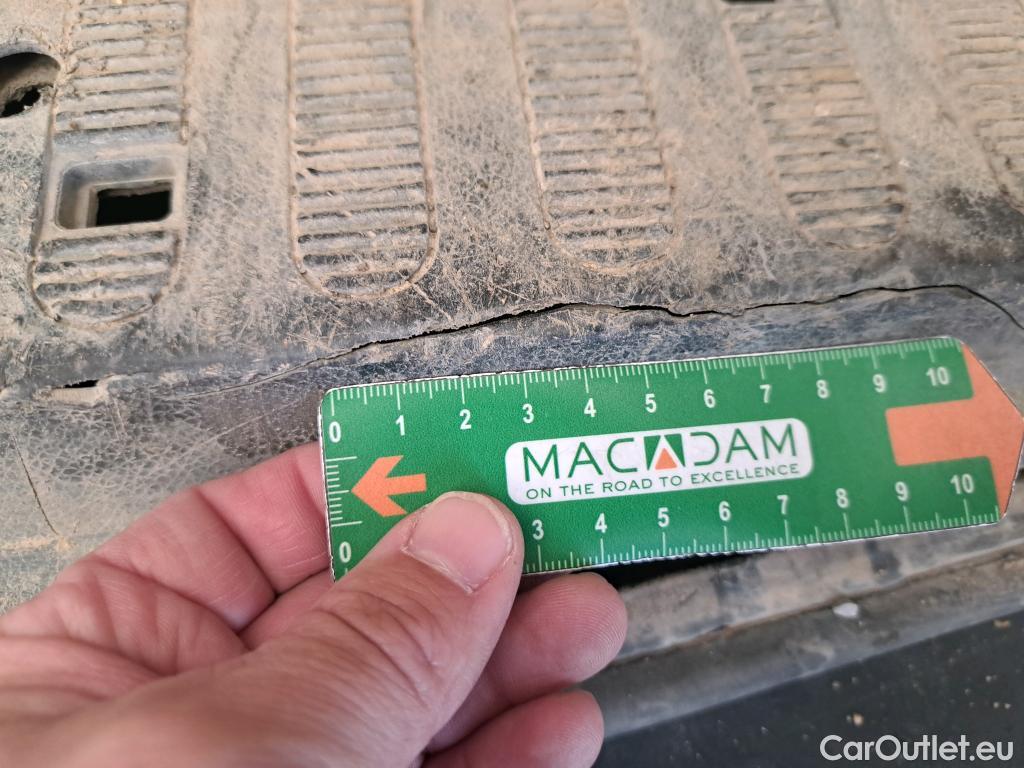 0 1 2 3 4 5 6 7 8 9 10
MACADAM
ON THE ROAD TO EXCELLENCE
0 3 4 5 6 7 8 9 10
CarOutlet.eu